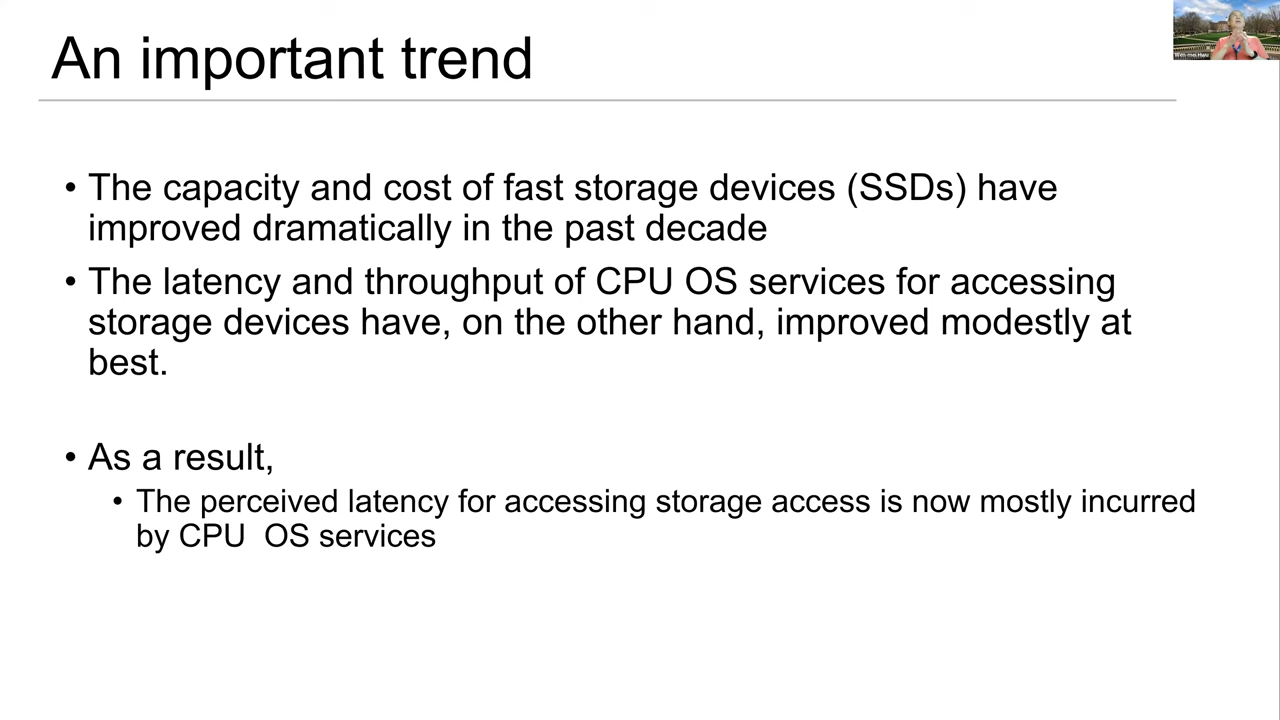 An important trend
Wen-mei Hwu
• The capacity and cost of fast storage devices (SSDs) have
improved dramatically in the past decade
• The latency and throughput of CPU OS services for accessing
storage devices have, on the other hand, improved modestly at
best.
• As a result,
• The perceived latency for accessing storage access is now mostly incurred
by CPU  OS services